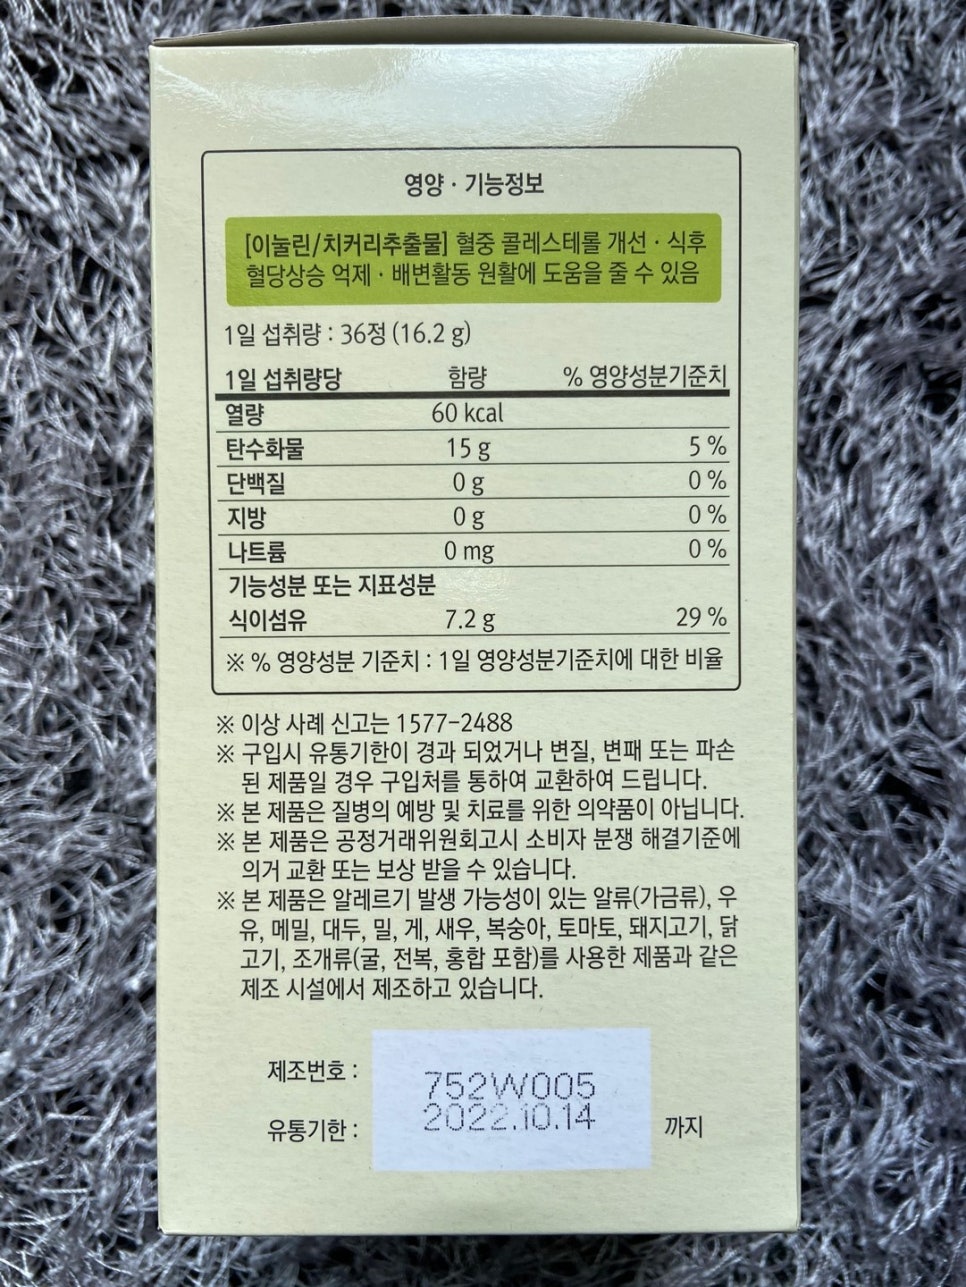 영양 · 기능정보
[이눌린/치커리추출물] 혈중 콜레스테롤 개선 · 식후
혈당상승 억제 · 배변활동 원활에 도움을 줄 수 있음
1일 섭취량 : 36정 (16.2 g)
1일 섭취량당 함량 % 영양성분기준치
열량 60 kcal
탄수화물 15 g 5 %
단백질 0 g 0 %
지방 0 g 0 %
나트륨 0 mg 0 %
기능성분 또는 지표성분
식이섬유 7.2 g 29 %
※ % 영양성분 기준치 : 1일 영양성분기준치에 대한 비율
※ 이상 사례 신고는 1577-2488
※ 구입시 유통기한이 경과 되었거나 변질, 변패 또는 파손
된 제품일 경우 구입처를 통하여 교환하여 드립니다.
※ 본 제품은 질병의 예방 및 치료를 위한 의약품이 아닙니다.
※ 본 제품은 공정거래위원회고시 소비자 분쟁 해결기준에
의거 교환 또는 보상 받을 수 있습니다.
※ 본 제품은 알레르기 발생 가능성이 있는 알류(가금류), 우
유, 메밀, 대두, 밀, 게, 새우, 복숭아, 토마토, 돼지고기, 닭
고기, 조개류(굴, 전복, 홍합 포함)를 사용한 제품과 같은
제조 시설에서 제조하고 있습니다.
제조번호 : 752W005
유통기한 : 2022.10.14 까지